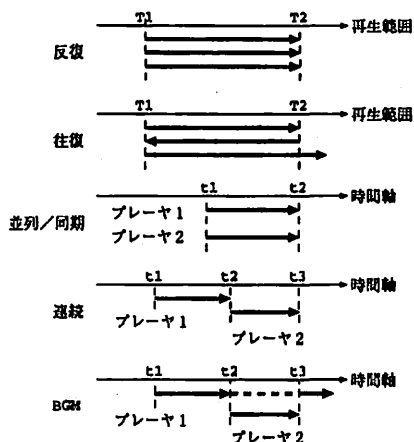 T1 T2 再生範囲
反復
T1 T2 再生範囲
往復
t1 t2 時間軸
並列／同期 プレーヤ1
プレーヤ2
t1 t2 t3 時間軸
連続
プレーヤ1 プレーヤ2
t1 t2 t3 時間軸
BGM
プレーヤ1
プレーヤ2